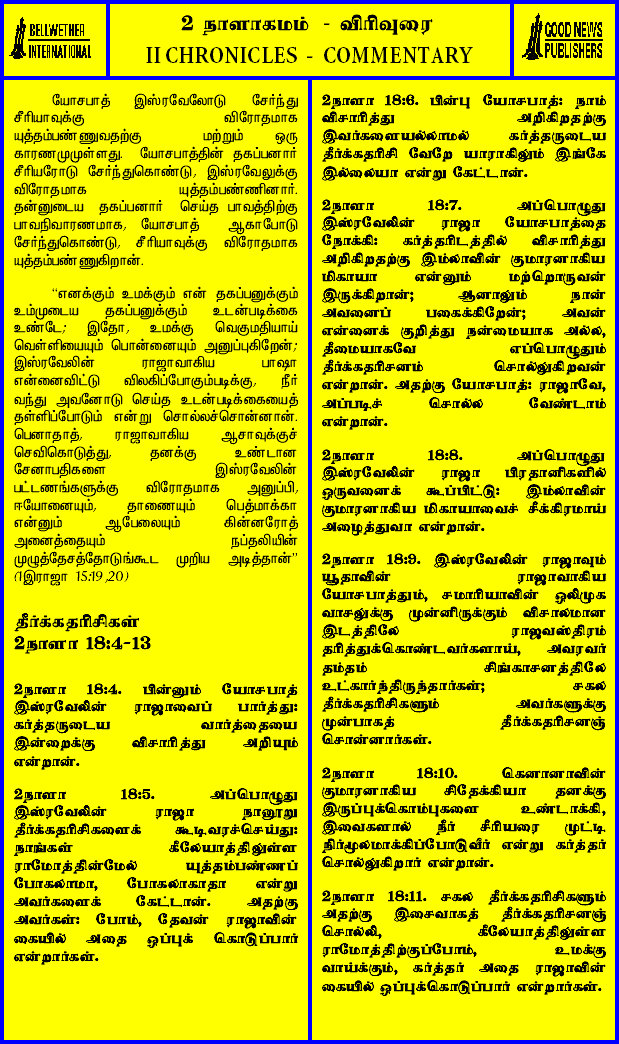 BELLWETHER
INTERNATIONAL
2 நாளாகமம் - விரிவுரை
II CHRONICLES - COMMENTARY
GOOD NEWS
PUBLISHERS
யோசபாத் இஸ்ரவேலோடு சேர்ந்து
சீரியாவுக்கு விரோதமாக
யுத்தம்பண்ணுவதற்கு மற்றும் ஒரு
காரணமுமுள்ளது. யோசபாத்தின் தகப்பனார்
சீரியரோடு சேர்ந்துகொண்டு, இஸ்ரவேலுக்கு
விரோதமாக யுத்தம்பண்ணினார்.
தன்னுடைய தகப்பனார் செய்த பாவத்திற்கு
பாவநிவாரணமாக, யோசபாத் ஆகாபோடு
சேர்ந்துகொண்டு, சீரியாவுக்கு விரோதமாக
யுத்தம்பண்ணுகிறான்.
“எனக்கும் உமக்கும் என் தகப்பனுக்கும்
உம்முடைய தகப்பனுக்கும் உடன்படிக்கை
உண்டே; இதோ, உமக்கு வெகுமதியாய்
வெள்ளியையும் பொன்னையும் அனுப்புகிறேன்;
இஸ்ரவேலின் ராஜாவாகிய பாஷா
என்னைவிட்டு விலகிப்போகும்படிக்கு, நீர்
வந்து அவனோடு செய்த உடன்படிக்கையைத்
தள்ளிப்போடும் என்று சொல்லச்சொன்னான்.
பெனாதாத், ராஜாவாகிய ஆசாவுக்குச்
செவிகொடுத்து, தனக்கு உண்டான
சேனாபதிகளை இஸ்ரவேலின்
பட்டணங்களுக்கு விரோதமாக அனுப்பி,
ஈயோனையும், தாணையும் பெத்மாக்கா
என்னும் ஆபேலையும் கின்னரோத்
அனைத்தையும் நப்தலியின்
முழுத்தேசத்தோடுங்கூட முறிய அடித்தான்”
(1இராஜா 15:19,20)
தீர்க்கதரிசிகள்
2நாளா 18:4-13
2நாளா 18:4. பின்னும் யோசபாத்
இஸ்ரவேலின் ராஜாவைப் பார்த்து:
கர்த்தருடைய வார்த்தையை
இன்றைக்கு விசாரித்து அறியும்
என்றான்.
2நாளா 18:5. அப்பொழுது
இஸ்ரவேலின் ராஜா நானூறு
தீர்க்கதரிசிகளைக் கூடிவரச்செய்து:
நாங்கள் கீலேயாத்திலுள்ள
ராமோத்தின்மேல் யுத்தம்பண்ணப்
போகலாமா, போகலாகாதா என்று
அவர்களைக் கேட்டான். அதற்கு
அவர்கள்: போம், தேவன் ராஜாவின்
கையில் அதை ஒப்புக் கொடுப்பார்
என்றார்கள்.
2நாளா 18:6. பின்பு யோசபாத்: நாம்
விசாரித்து அறிகிறதற்கு
இவர்களையல்லாமல் கர்த்தருடைய
தீர்க்கதரிசி வேறே யாராகிலும் இங்கே
இல்லையா என்று கேட்டான்.
2நாளா 18:7. அப்பொழுது
இஸ்ரவேலின் ராஜா யோசபாத்தை
நோக்கி: கர்த்தரிடத்தில் விசாரித்து
அறிகிறதற்கு இம்லாவின் குமாரனாகிய
மிகாயா என்னும் மற்றொருவன்
இருக்கிறான்; ஆனாலும் நான்
அவனைப் பகைக்கிறேன்; அவன்
என்னைக் குறித்து நன்மையாக அல்ல,
தீமையாகவே எப்பொழுதும்
தீர்க்கதரிசனம் சொல்லுகிறவன்
என்றான். அதற்கு யோசபாத்: ராஜாவே,
அப்படிச் சொல்ல வேண்டாம்
என்றான்.
2நாளா 18:8. அப்பொழுது
இஸ்ரவேலின் ராஜா பிரதானிகளில்
ஒருவனைக் கூப்பிட்டு: இம்லாவின்
குமாரனாகிய மிகாயாவைச் சீக்கிரமாய்
அழைத்துவா என்றான்.
2நாளா 18:9. இஸ்ரவேலின் ராஜாவும்
யூதாவின் ராஜாவாகிய
யோசபாத்தும், சமாரியாவின் ஒலிமுக
வாசலுக்கு முன்னிருக்கும் விசாலமான
இடத்திலே ராஜவஸ்திரம்
தரித்துக்கொண்டவர்களாய், அவரவர்
தம்தம் சிங்காசனத்திலே
உட்கார்ந்திருந்தார்கள்; சகல
தீர்க்கதரிசிகளும் அவர்களுக்கு
முன்பாகத் தீர்க்கதரிசனஞ்
சொன்னார்கள்.
2நாளா 18:10. கெனானாவின்
குமாரனாகிய சிதேக்கியா தனக்கு
இருப்புக்கொம்புகளை உண்டாக்கி,
இவைகளால் நீர் சீரியரை முட்டி
நிர்மூலமாக்கிப்போடுவீர் என்று கர்த்தர்
சொல்லுகிறார் என்றான்.
2நாளா 18:11. சகல தீர்க்கதரிசிகளும்
அதற்கு இசைவாகத் தீர்க்கதரிசனஞ்
சொல்லி, கீலேயாத்திலுள்ள
ராமோத்திற்குப்போம், உமக்கு
வாய்க்கும், கர்த்தர் அதை ராஜாவின்
கையில் ஒப்புக்கொடுப்பார் என்றார்கள்.